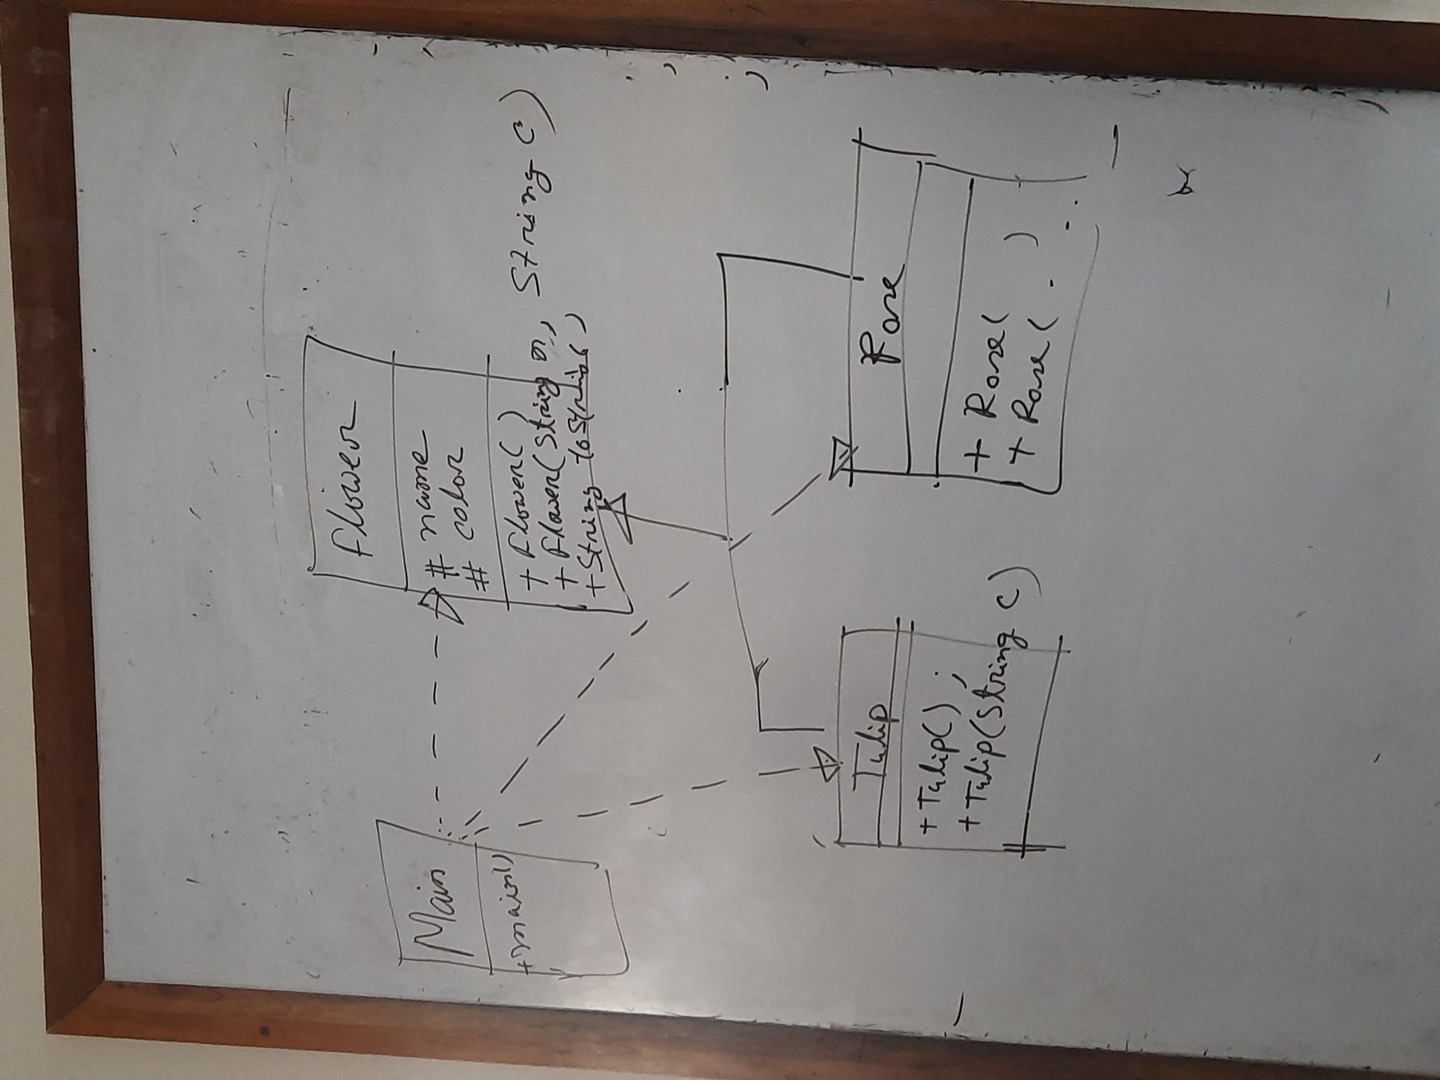 Main
+ main()
Flower
# name
# color
+ Flower( )
+ Flower(String n, String c)
+ String toString( )
Tulip
+ Tulip() ;
+ Tulip(String c)
Rose
+ Rose( )
+ Rose( . . .